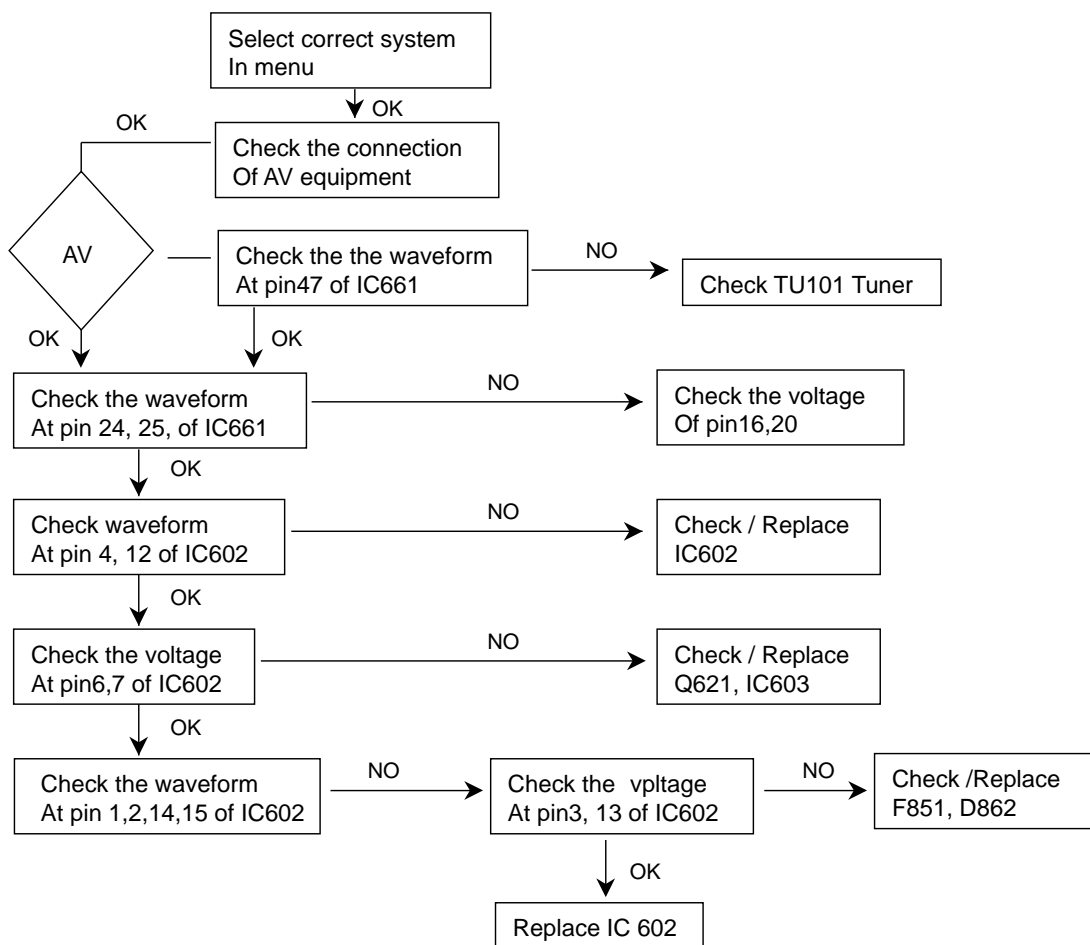 Select correct system
In menu
OK
OK
Check the connection
Of AV equipment
AV
Check the the waveform
At pin47 of IC661
NO
Check TU101 Tuner
OK
OK
Check the waveform
At pin 24, 25, of IC661
NO
Check the voltage
Of pin16,20
OK
Check waveform
At pin 4, 12 of IC602
NO
Check / Replace
IC602
OK
Check the voltage
At pin6,7 of IC602
NO
Check / Replace
Q621, IC603
OK
Check the waveform
At pin 1,2,14,15 of IC602
NO
Check the vpltage
At pin3, 13 of IC602
NO
Check /Replace
F851, D862
OK
Replace IC 602